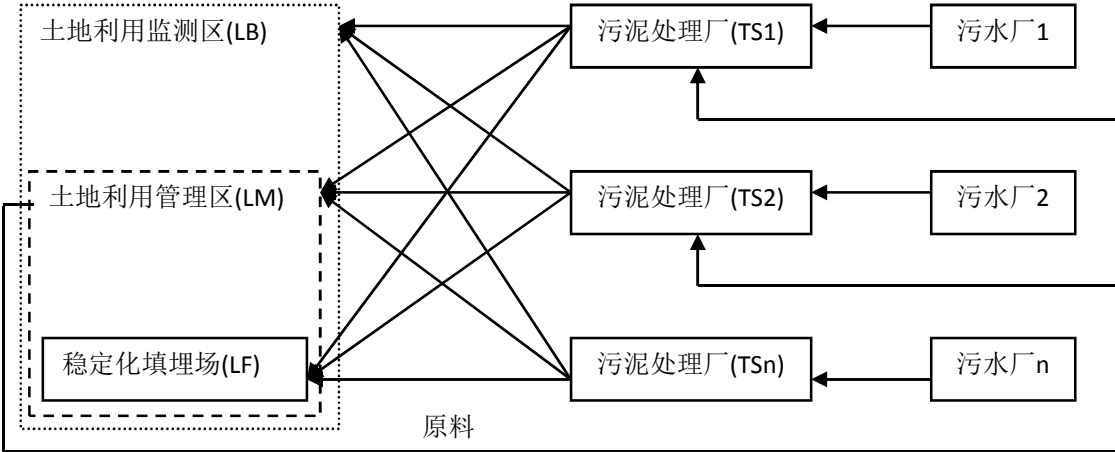 土地利用监测区(LB)
污泥处理厂(TS1)
污水厂1
土地利用管理区(LM)
污泥处理厂(TS2)
污水厂2
稳定化填埋场(LF)
污泥处理厂(TSn)
污水厂n
原料